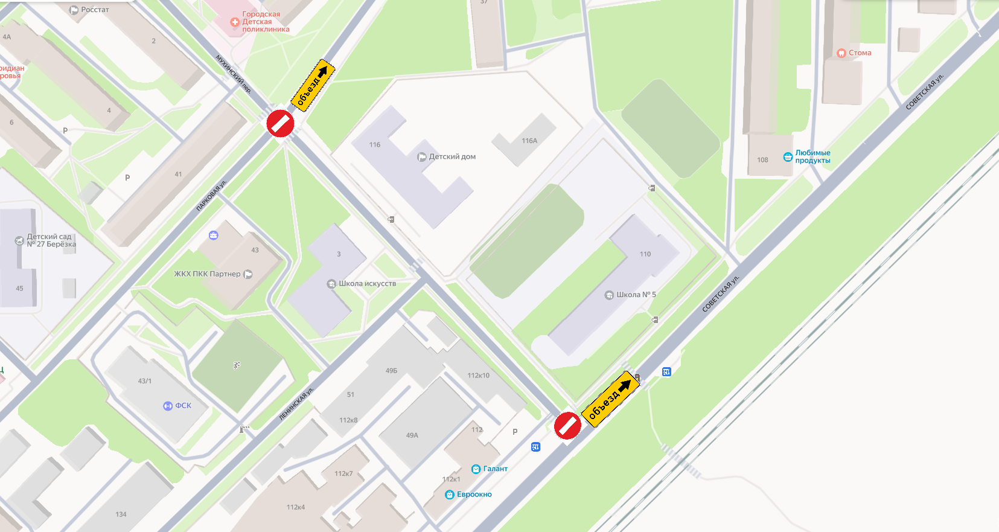 Росстат
37
Городская
Детская
поликлиника
4А
2
ридиан
ровья
МУХИНСКИЙ пер.
объезд
Стома
СОВЕТСКАЯ ул.
4
6
Р
116
116А
Детский дом
Любимые
продукты
108
Р
41
ПАРКОВАЯ ул.
Детский сад
№ 27 Берёзка
43
3
110
ЖКХ ПКК Партнер
Школа искусств
45
Школа № 5
СОВЕТСКАЯ ул.
Ц
49Б
112к10
43/1
51
ФСК
ЛЕНИНСКАЯ ул.
объезд
112к8
112
Р
49А
Галант
112к7
112к1
Евроокно
112к4
134